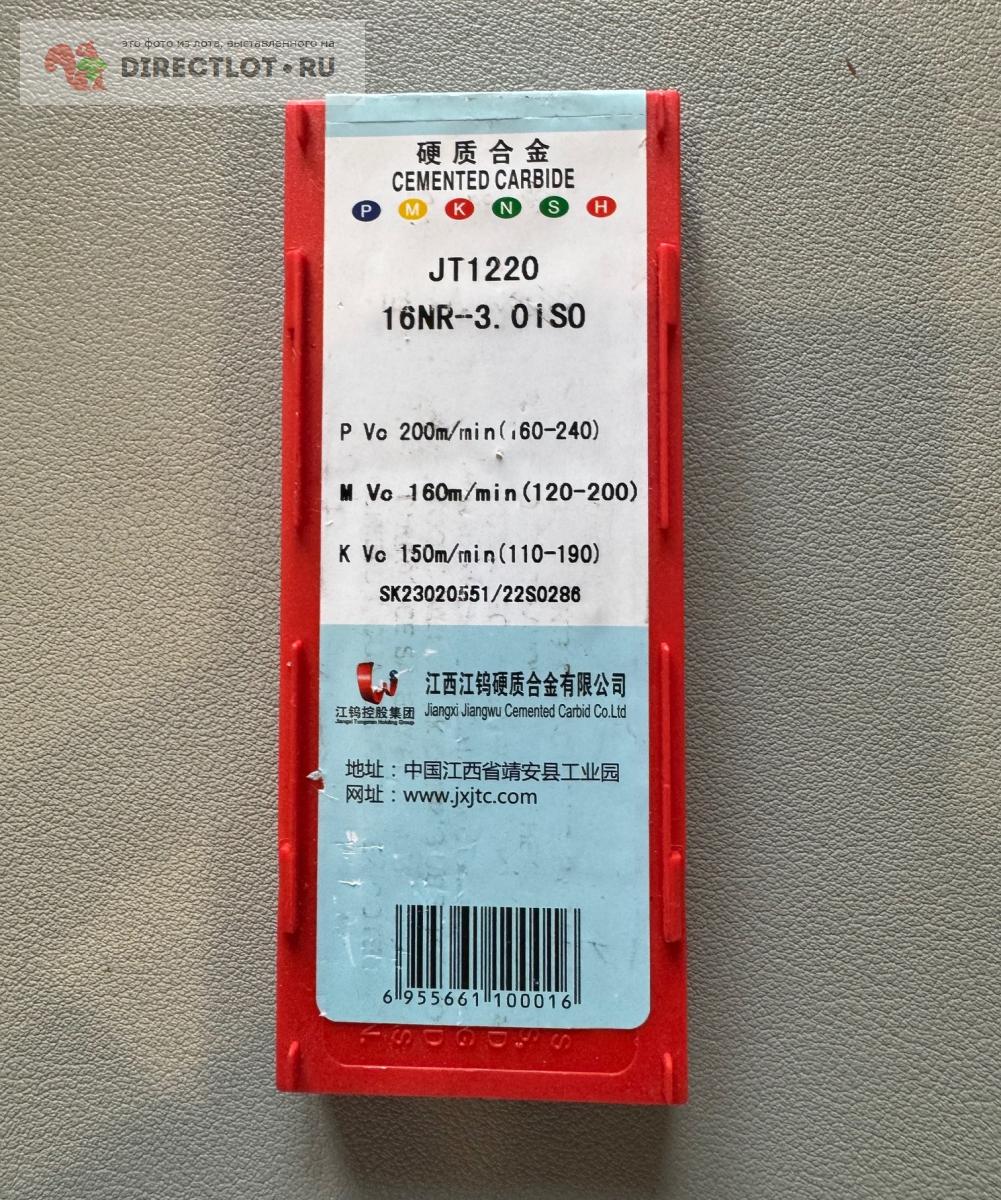 это фото из лота, выставленного на
DIRECTLOT.RU
硬质合金
CEMENTED CARBIDE
P M K N S H
JT1220
16NR-3.0iSO
P Vc 200m/min(160-240)
M Vc 160m/min(120-200)
K Vc 150m/min(110-190)
SK23020551/22S0286
江西江钨硬质合金有限公司
Jiangxi Jiangwu Cemented Carbid Co.Ltd
江钨控股集团
Jiangxi Tungsten Holding Group
地址：中国江西省靖安县工业园
网址：www.jxjtc.com
6 955661 100016